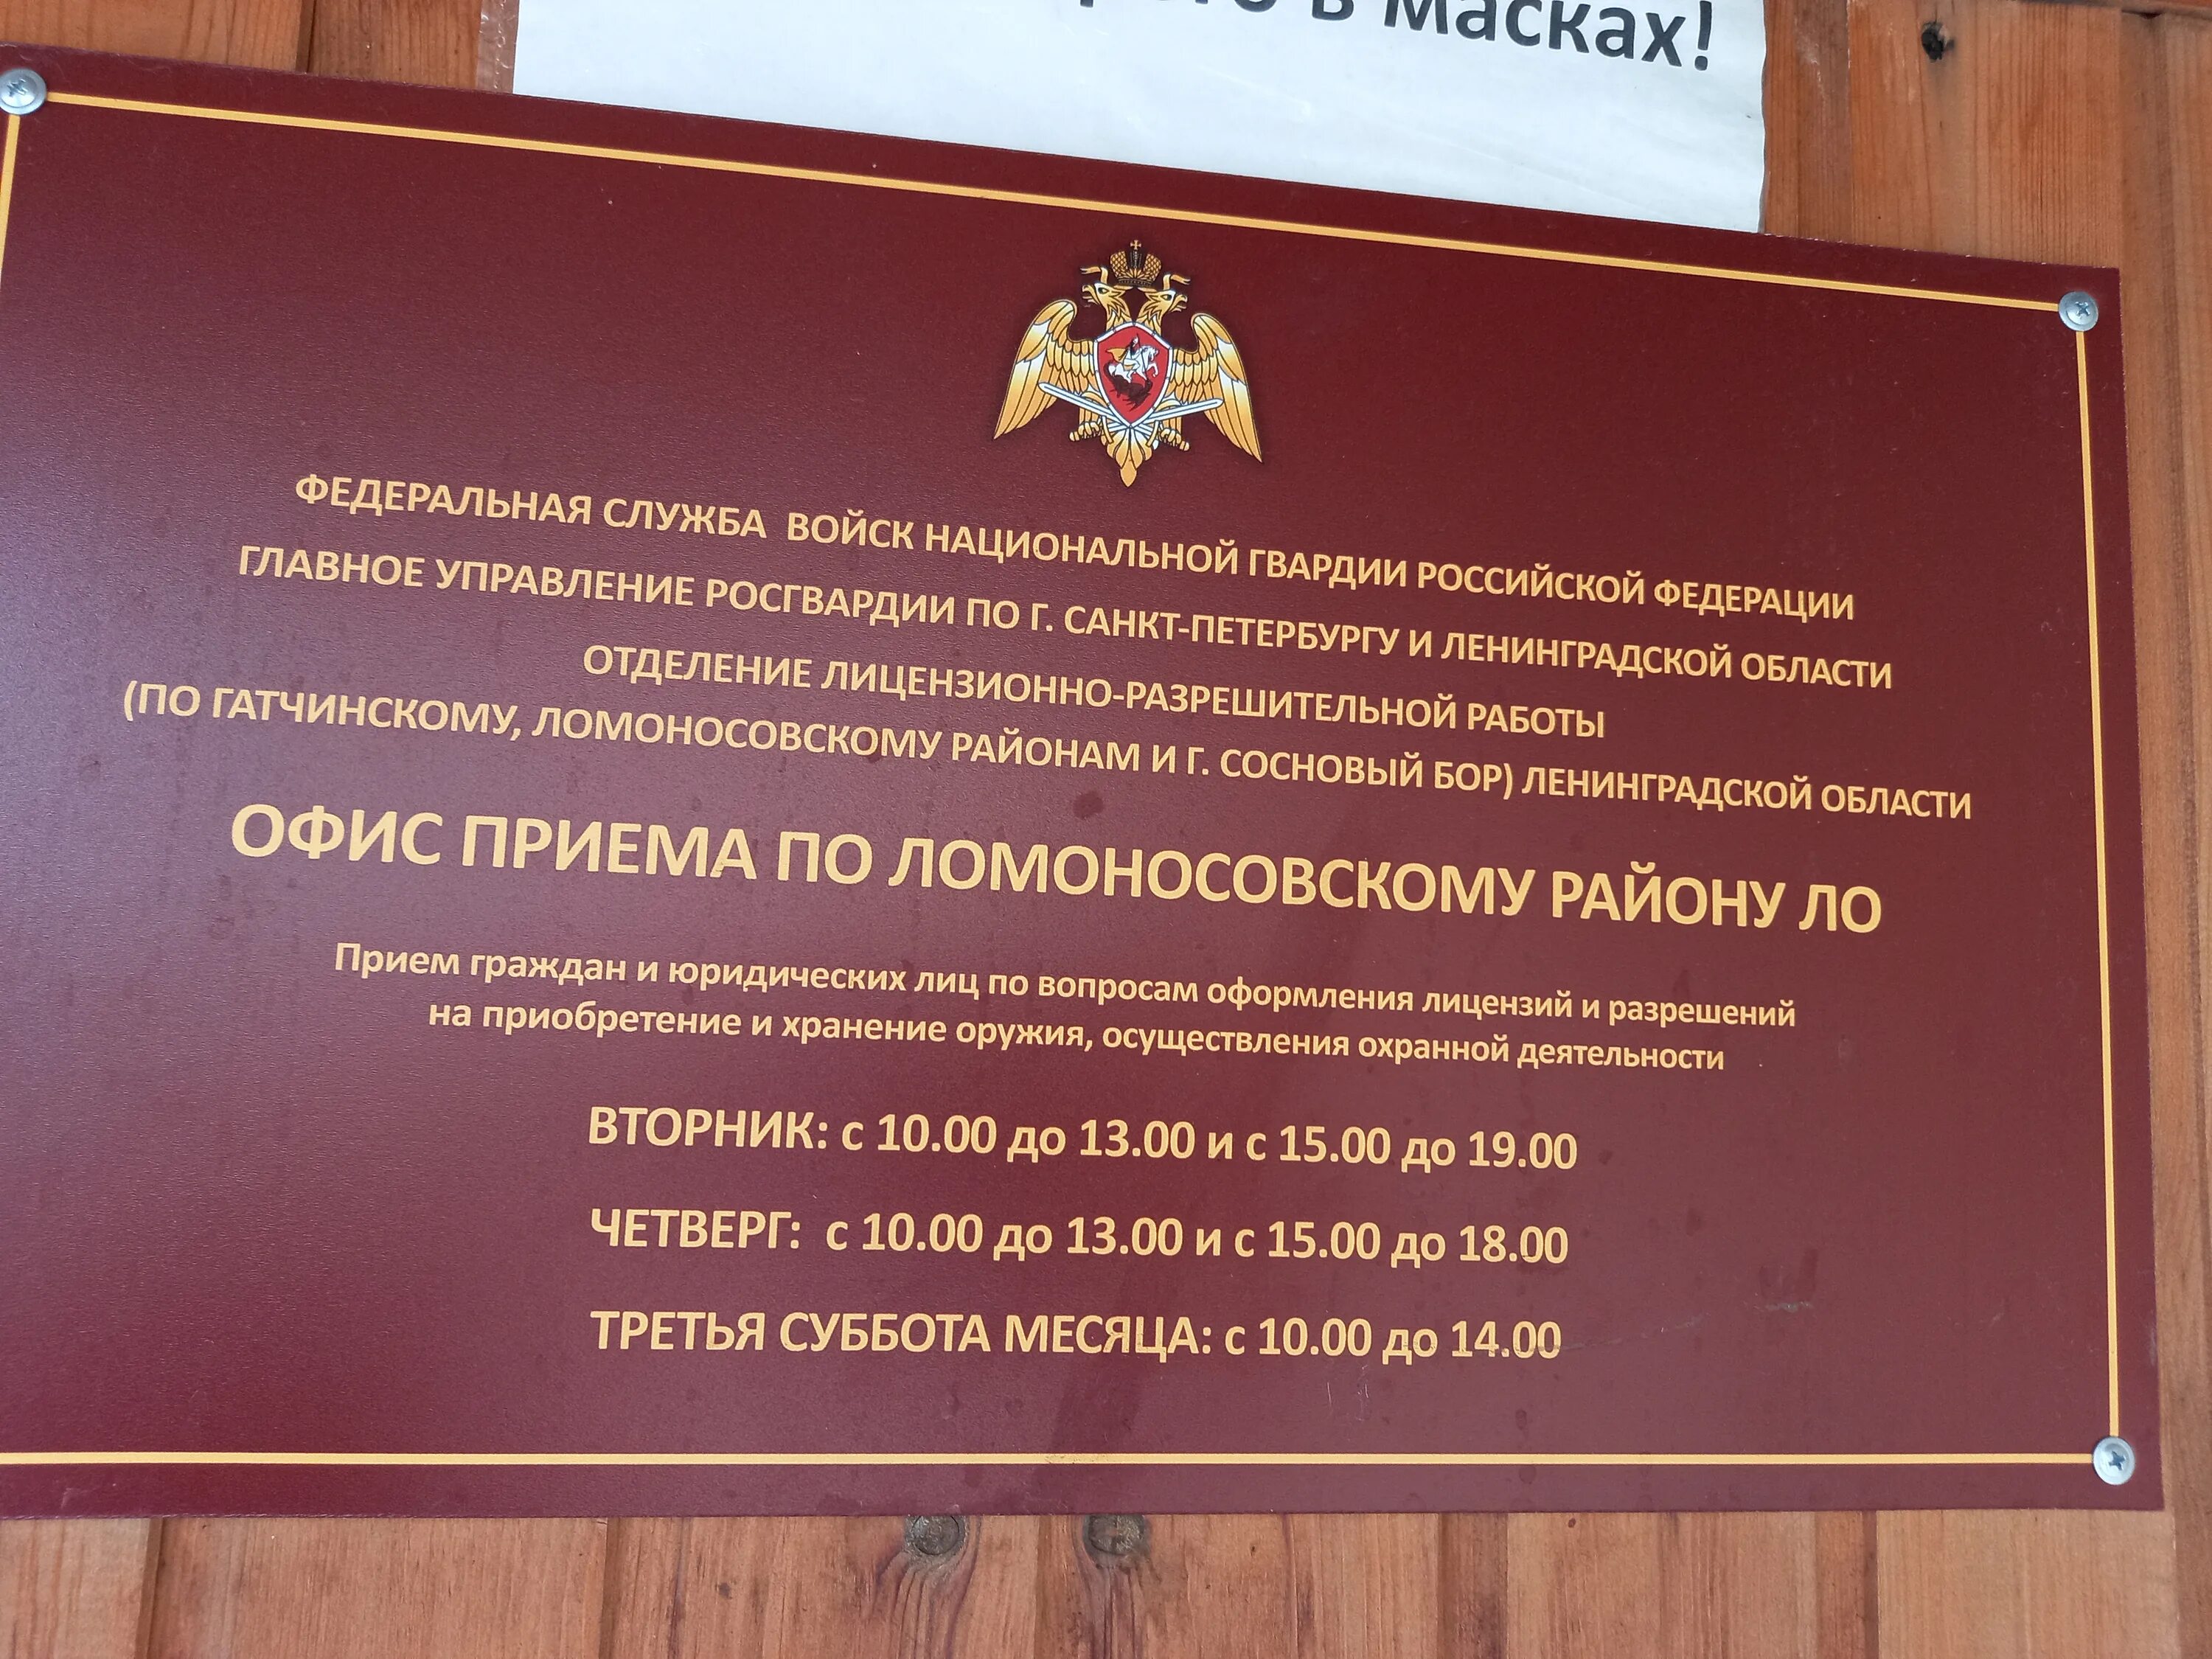 в масках!
ФЕДЕРАЛЬНАЯ СЛУЖБА ВОЙСК НАЦИОНАЛЬНОЙ ГВАРДИИ РОССИЙСКОЙ ФЕДЕРАЦИИ
ГЛАВНОЕ УПРАВЛЕНИЕ РОСГВАРДИИ ПО Г. САНКТ-ПЕТЕРБУРГУ И ЛЕНИНГРАДСКОЙ ОБЛАСТИ
ОТДЕЛЕНИЕ ЛИЦЕНЗИОННО-РАЗРЕШИТЕЛЬНОЙ РАБОТЫ
(ПО ГАТЧИНСКОМУ, ЛОМОНОСОВСКОМУ РАЙОНАМ И Г. СОСНОВЫЙ БОР) ЛЕНИНГРАДСКОЙ ОБЛАСТИ
ОФИС ПРИЕМА ПО ЛОМОНОСОВСКОМУ РАЙОНУ ЛО
Прием граждан и юридических лиц по вопросам оформления лицензий и разрешений
на приобретение и хранение оружия, осуществления охранной деятельности
ВТОРНИК: с 10.00 до 13.00 и с 15.00 до 19.00
ЧЕТВЕРГ: с 10.00 до 13.00 и с 15.00 до 18.00
ТРЕТЬЯ СУББОТА МЕСЯЦА: с 10.00 до 14.00